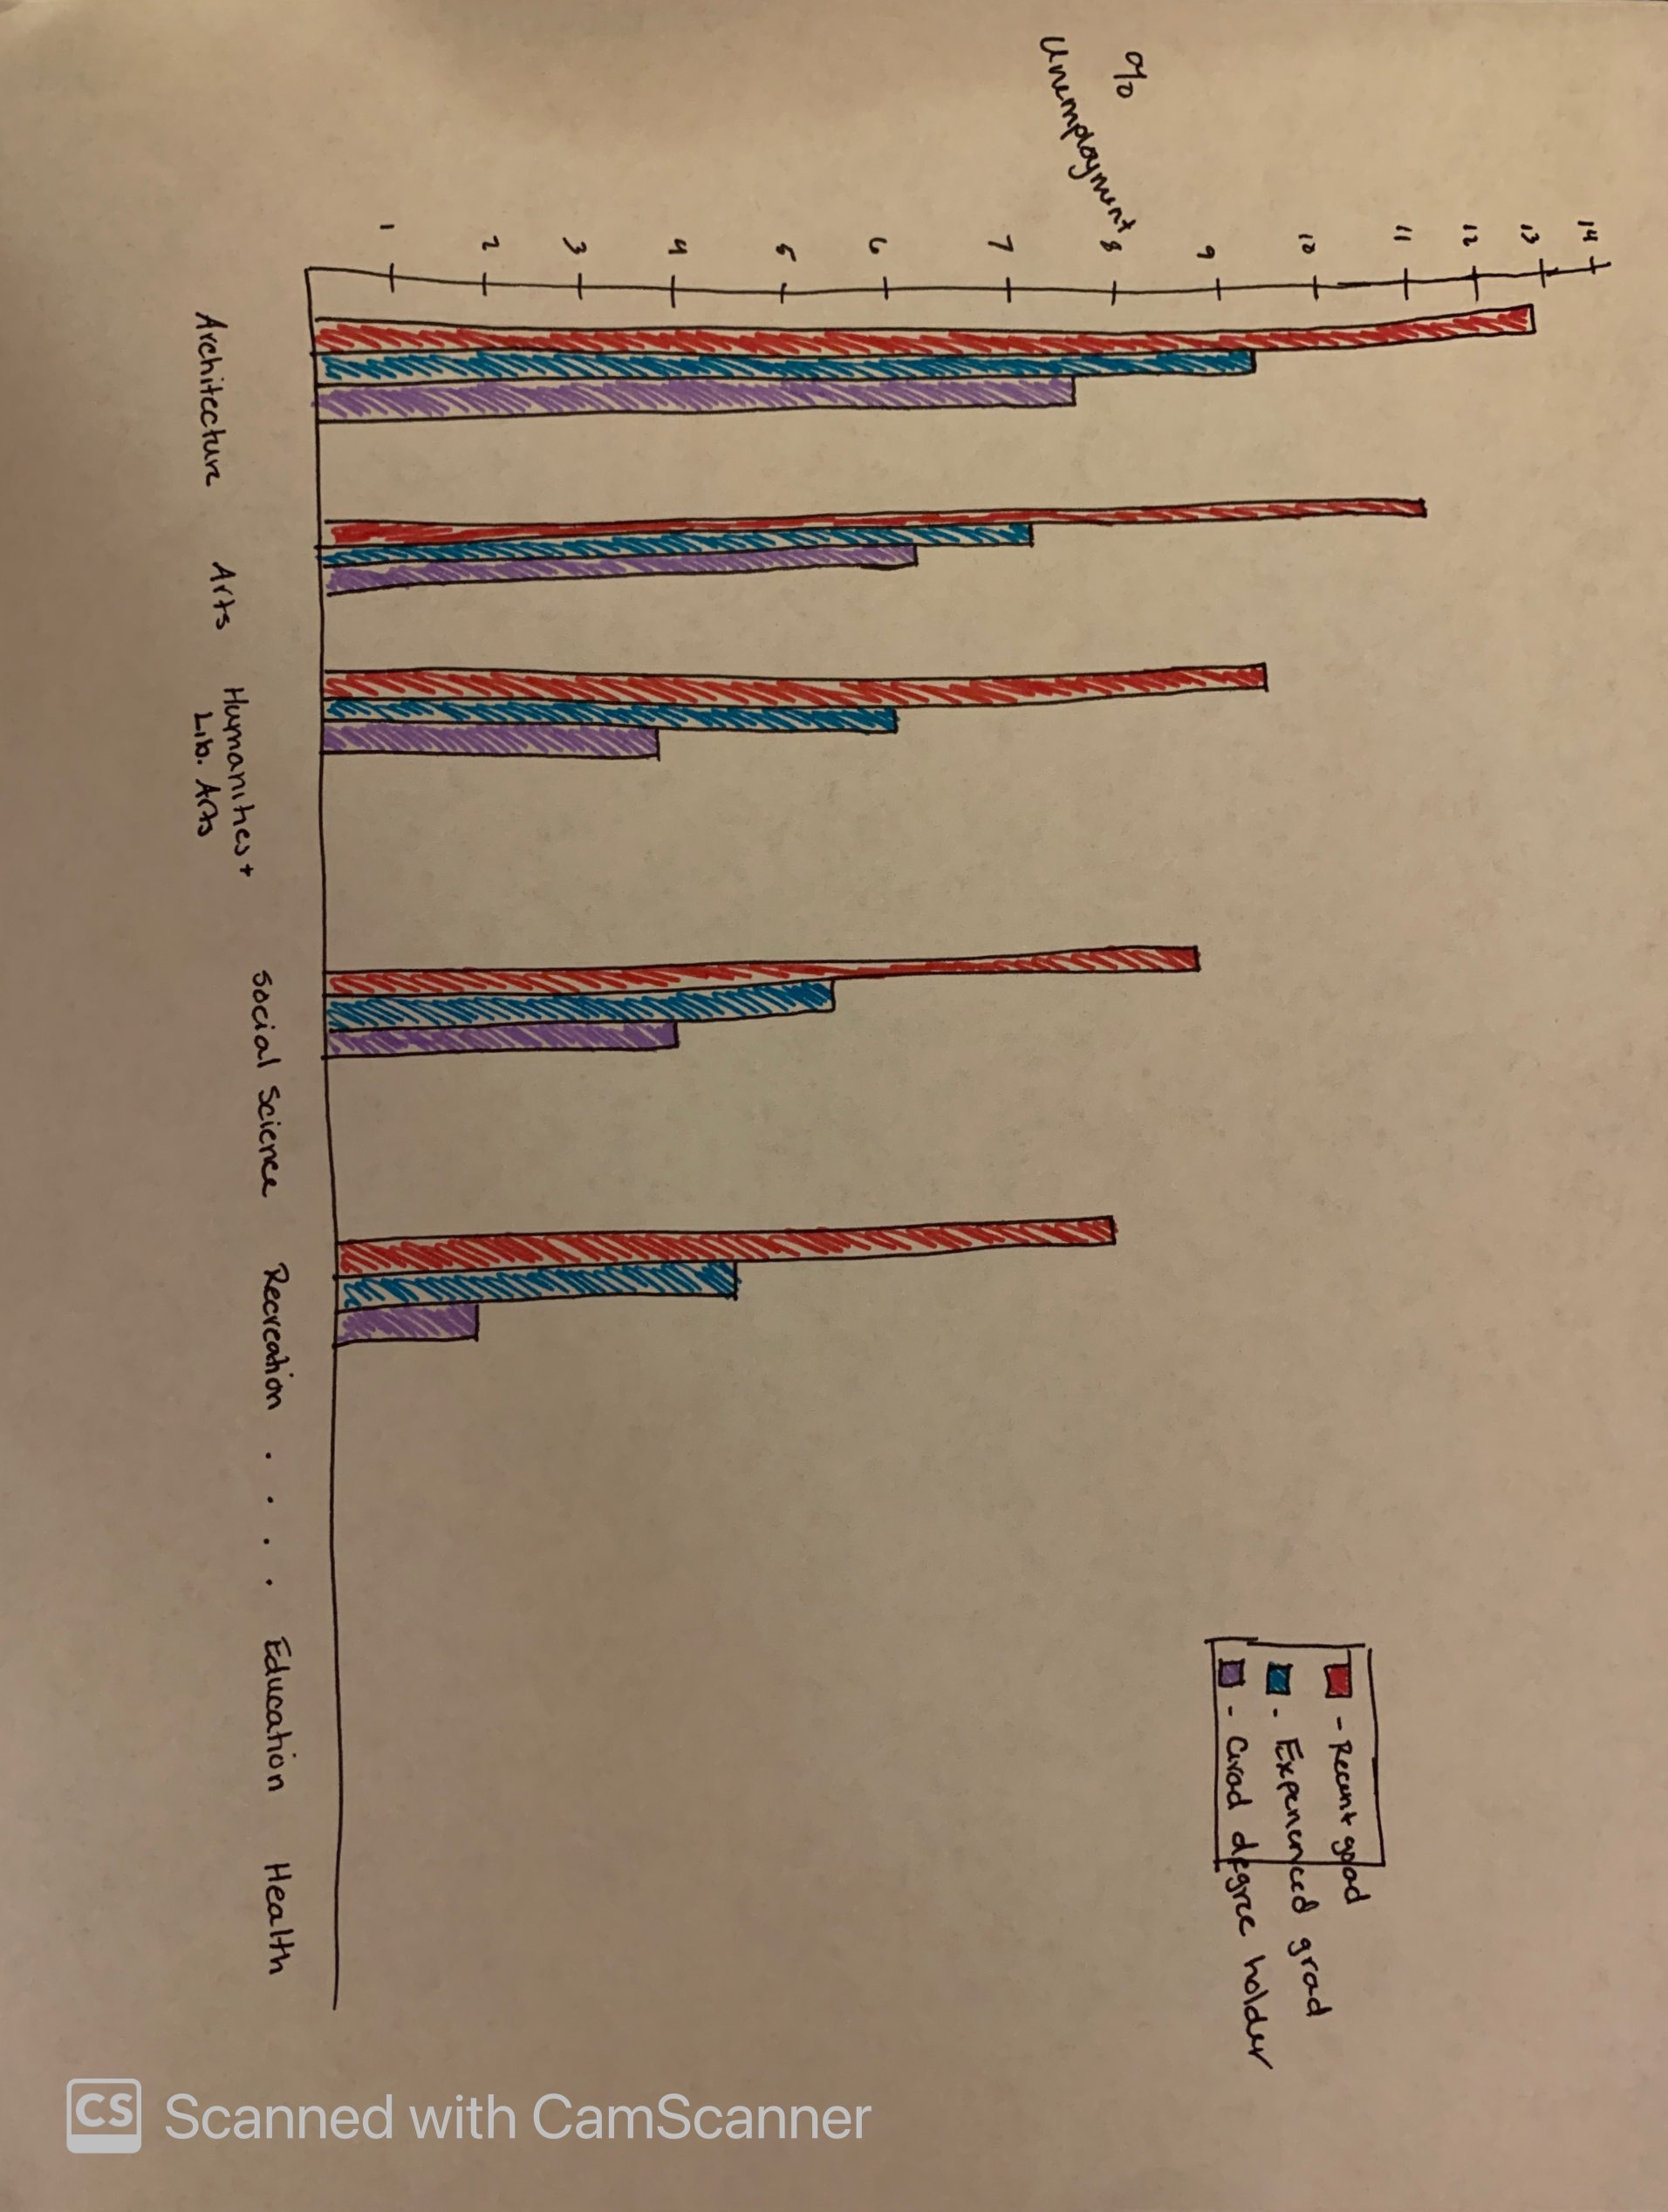 14
13
12
11
10
9
8
7
6
5
4
3
2
1
%
Unemployment
- Recent grad
- Experienced grad
- Grad degree holder
Architecture
Arts
Humanities +
Lib. Arts
Social Science
Recreation . . . .
Education
Health
CS Scanned with CamScanner